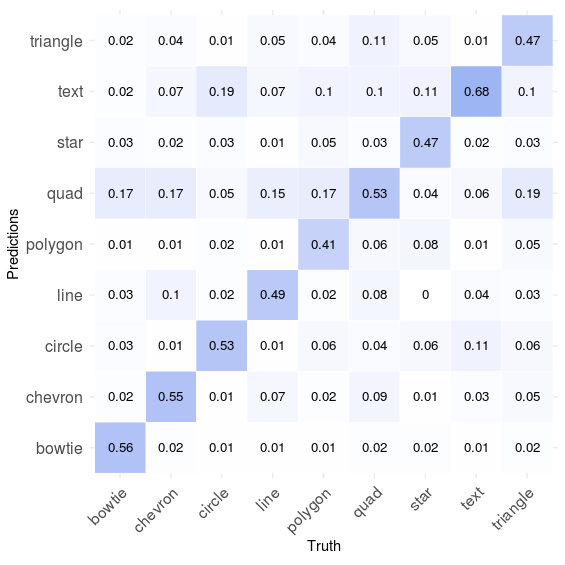 triangle 0.02 0.04 0.01 0.05 0.04 0.11 0.05 0.01 0.47
text 0.02 0.07 0.19 0.07 0.1 0.1 0.11 0.68 0.1
star 0.03 0.02 0.03 0.01 0.05 0.03 0.47 0.02 0.03
quad 0.17 0.17 0.05 0.15 0.17 0.53 0.04 0.06 0.19
Predictions
polygon 0.01 0.01 0.02 0.01 0.41 0.06 0.08 0.01 0.05
line 0.03 0.1 0.02 0.49 0.02 0.08 0 0.04 0.03
circle 0.03 0.01 0.53 0.01 0.06 0.04 0.06 0.11 0.06
chevron 0.02 0.55 0.01 0.07 0.02 0.09 0.01 0.03 0.05
bowtie 0.56 0.02 0.01 0.01 0.01 0.02 0.02 0.01 0.02
bowtie chevron circle line polygon quad star text triangle
Truth